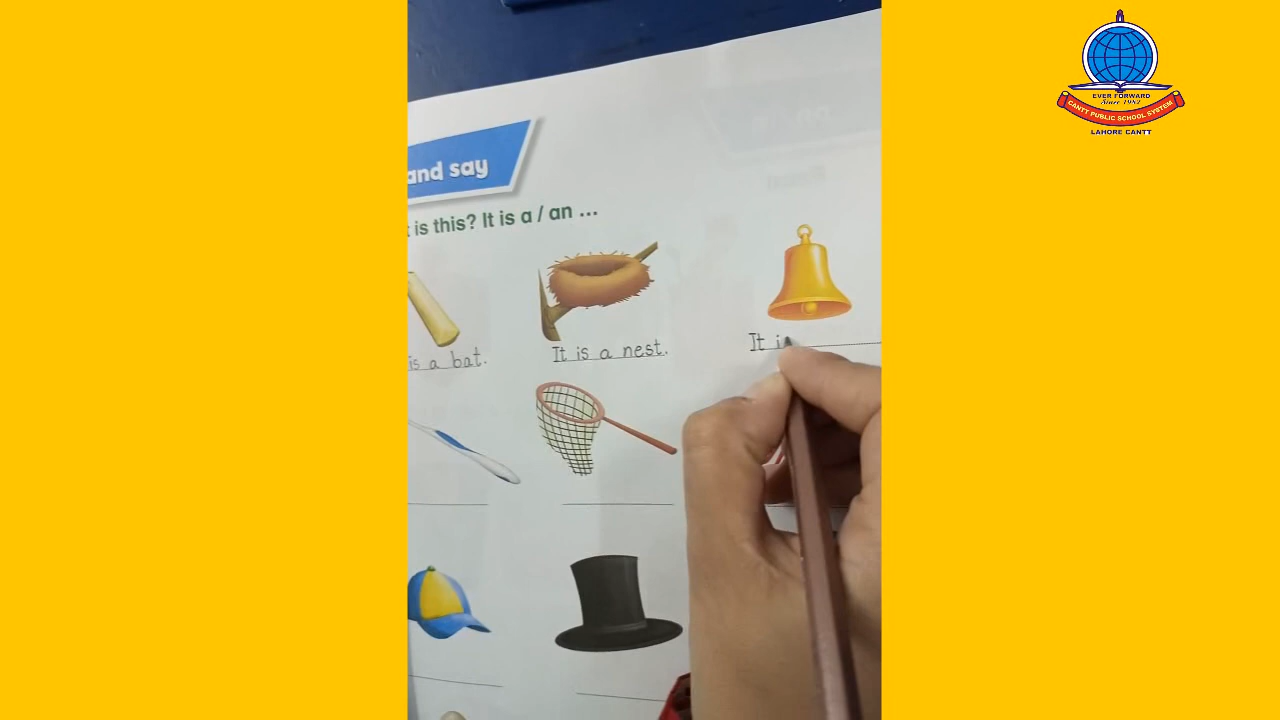 EVER FORWARD
Since 1982
CANTT PUBLIC SCHOOL SYSTEM
LAHORE CANTT
and say
is this? It is a / an ...
is a bat.
It is a nest.
It i